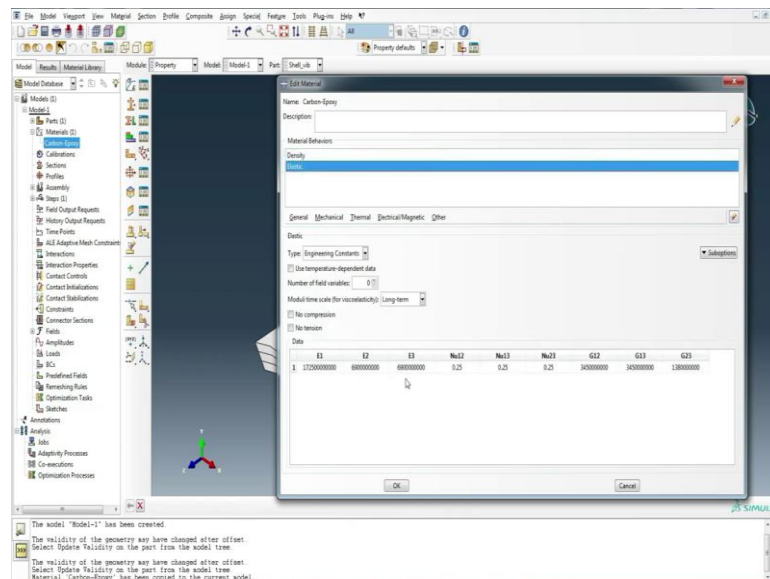 File Model Viewport View Material Section Profile Composite Assign Special Feature Tools Plug-ins Help
All
Property defaults
Model Results Material Library Module: Property Model: Model-1 Part: Shell_vib
Model Database
Models (1)
Model-1
Parts (1)
Materials (1)
Carbon-Epoxy
Calibrations
Sections
Profiles
Assembly
Steps (1)
Field Output Requests
History Output Requests
Time Points
ALE Adaptive Mesh Constraint
Interactions
Interaction Properties
Contact Controls
Contact Initializations
Contact Stabilizations
Constraints
Connector Sections
Fields
Amplitudes
Loads
BCs
Predefined Fields
Remeshing Rules
Optimization Tasks
Sketches
Annotations
Analysis
Jobs
Adaptivity Processes
Co-executions
Optimization Processes
Edit Material
Name: Carbon-Epoxy
Description:
Material Behaviors
Density
Elastic
General Mechanical Thermal Electrical/Magnetic Other
Elastic
Type: Engineering Constants
Suboptions
Use temperature-dependent data
Number of field variables: 0
Moduli time scale (for viscoelasticity): Long-term
No compression
No tension
Data
E1 E2 E3 Nu12 Nu13 Nu23 G12 G13 G23
1 172500000000 6900000000 6900000000 0.25 0.25 0.25 3450000000 3450000000 1380000000
OK Cancel
SIMUL
The model "Model-1" has been created.
The validity of the geometry may have changed after offset.
Select Update Validity on the part from the model tree.
The validity of the geometry may have changed after offset.
Select Update Validity on the part from the model tree.
Material 'Carbon-Epoxy' has been copied to the current model.